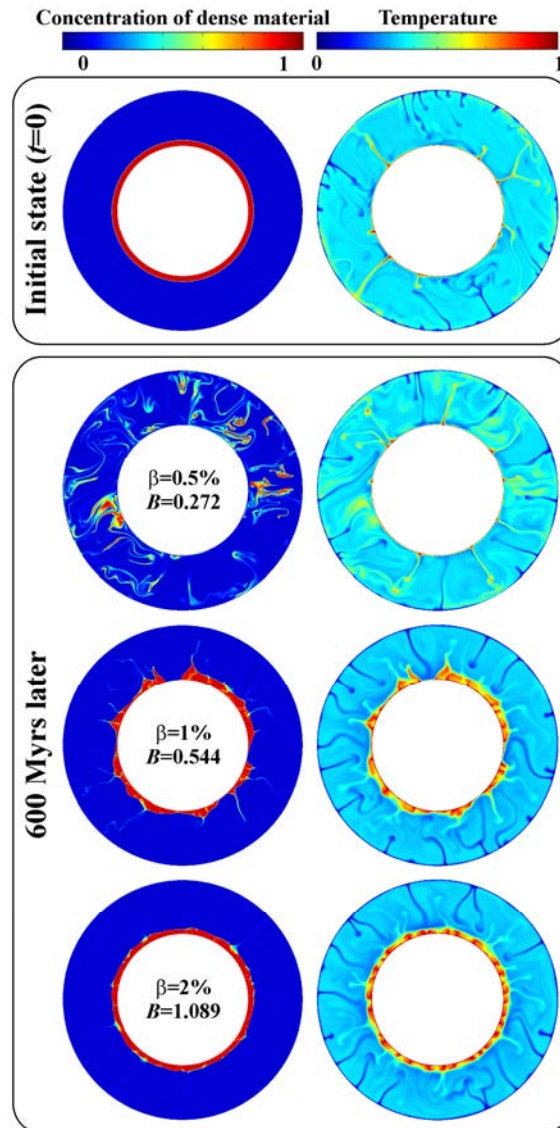 Concentration of dense material Temperature
0 1 0 1
Initial state (t=0)
600 Myrs later
β=0.5%
B=0.272
β=1%
B=0.544
β=2%
B=1.089